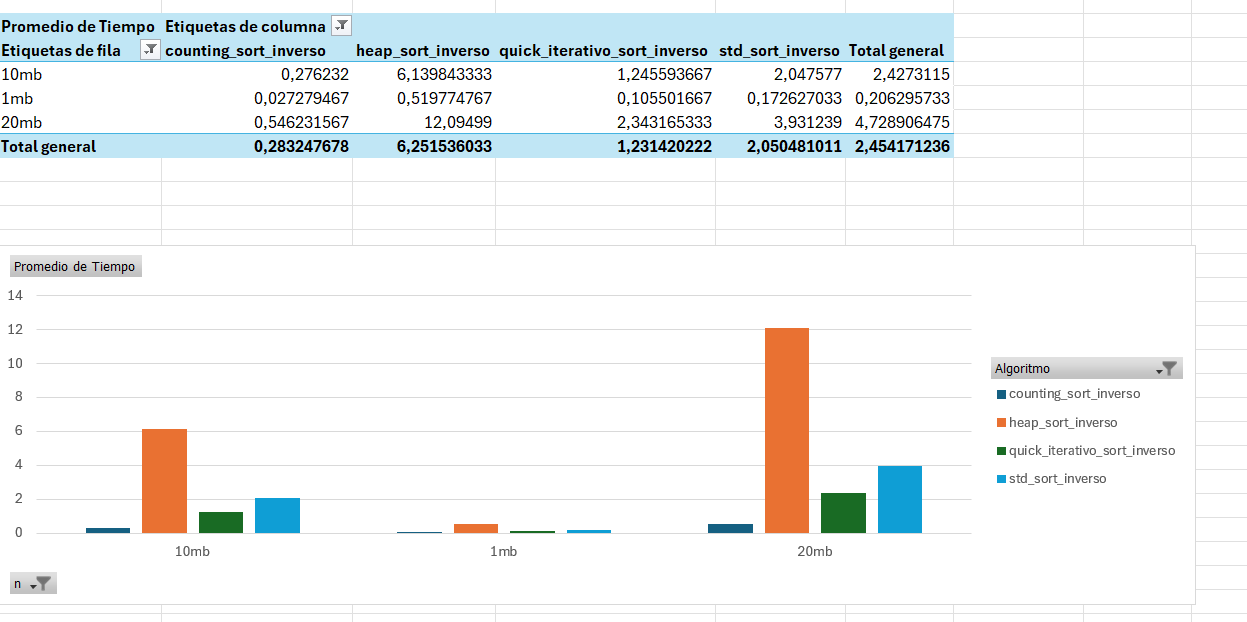 Promedio de Tiempo Etiquetas de columna
Etiquetas de fila counting_sort_inverso heap_sort_inverso quick_iterativo_sort_inverso std_sort_inverso Total general
10mb 0,276232 6,139843333 1,245593667 2,047577 2,4273115
1mb 0,027279467 0,519774767 0,105501667 0,172627033 0,206295733
20mb 0,546231567 12,09499 2,343165333 3,931239 4,728906475
Total general 0,283247678 6,251536033 1,231420222 2,050481011 2,454171236
Promedio de Tiempo
14
12
10
8
6
4
2
0
10mb 1mb 20mb
Algoritmo
counting_sort_inverso
heap_sort_inverso
quick_iterativo_sort_inverso
std_sort_inverso
n